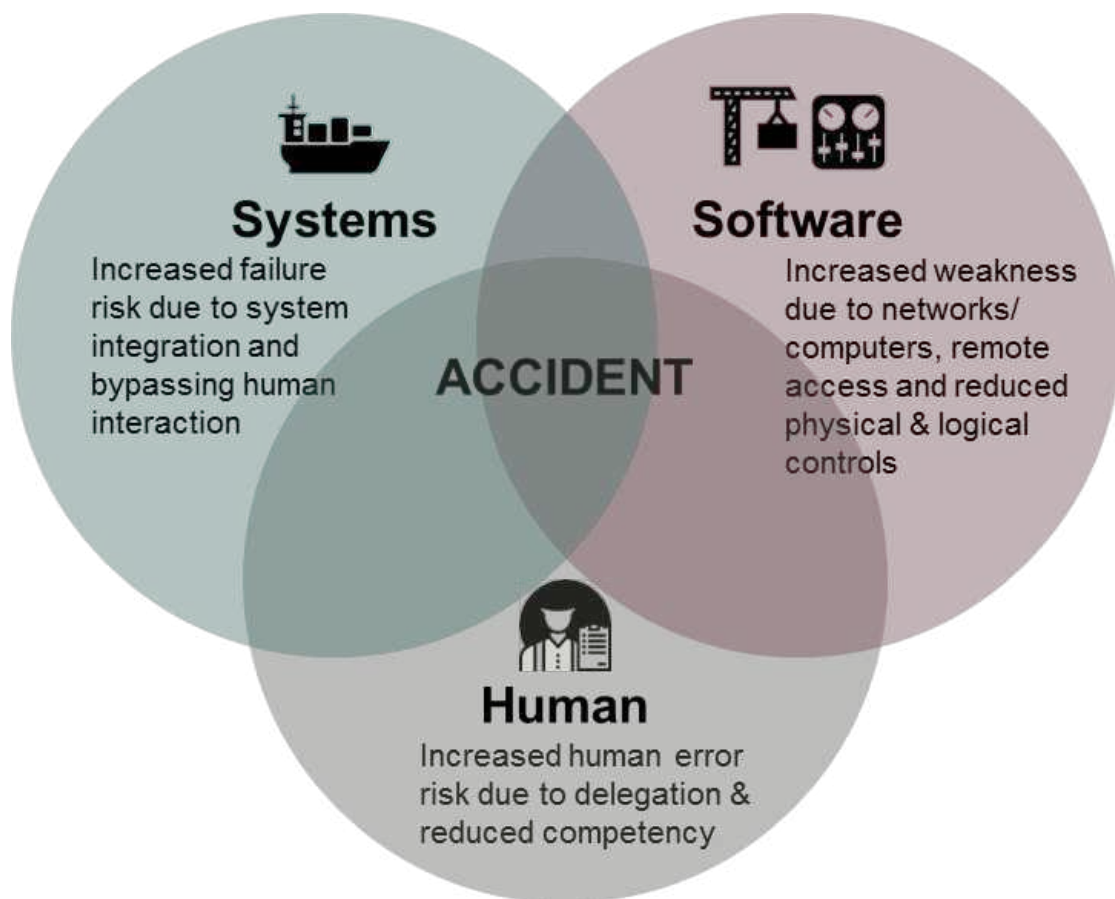 Systems
Increased failure
risk due to system
integration and
bypassing human
interaction
Software
Increased weakness
due to networks/
computers, remote
access and reduced
physical & logical
controls
ACCIDENT
Human
Increased human error
risk due to delegation &
reduced competency